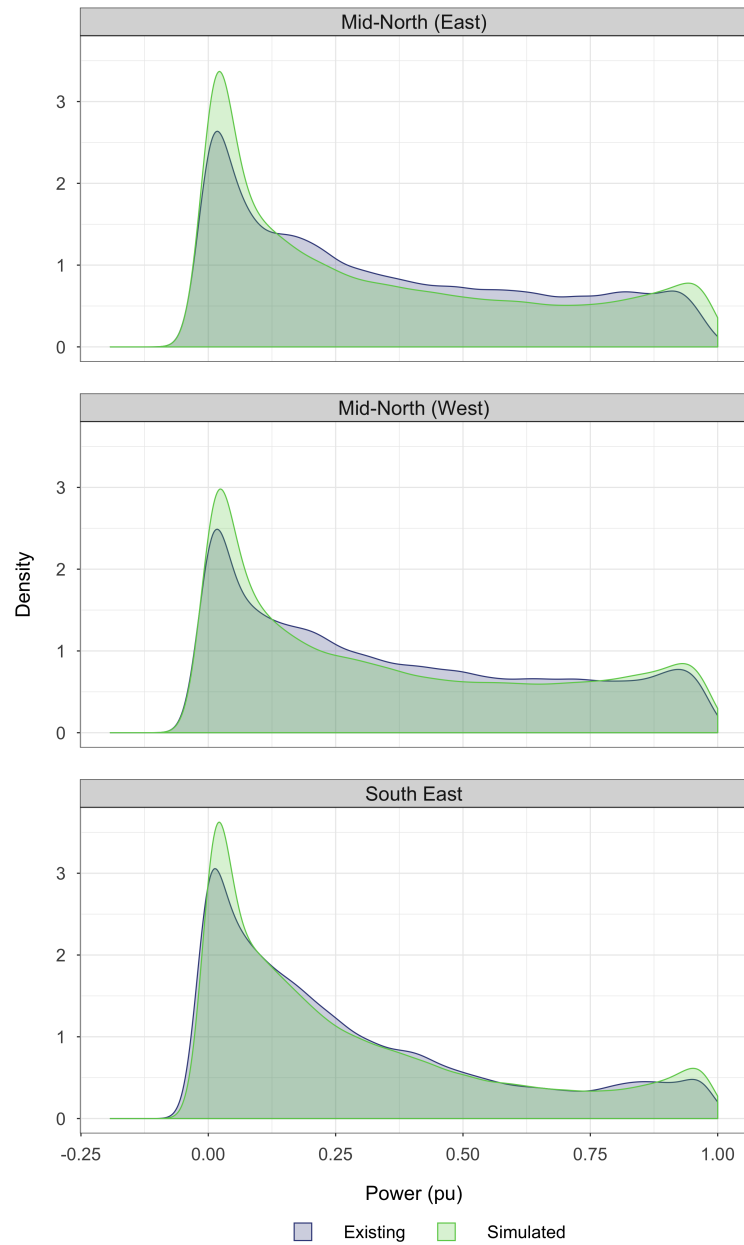 Mid-North (East)
3
2
1
0
Mid-North (West)
3
2
1
0
Density
South East
3
2
1
0
-0.25 0.00 0.25 0.50 0.75 1.00
Power (pu)
Existing Simulated